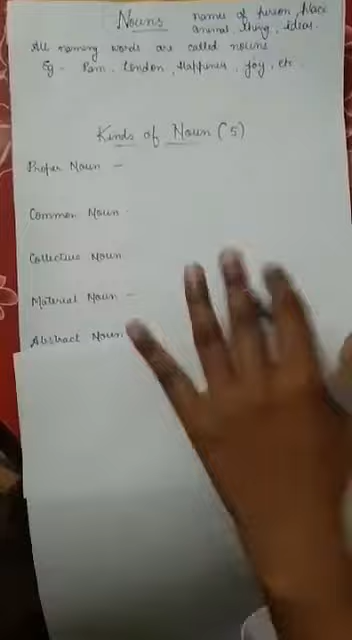 Nouns names of person, Place
animal, thing, ideas.
All naming words are called nouns
Eg - Ram, London, Happiness, joy, etc.
Kinds of Noun (5)
Proper Noun -
Common Noun
Collective Noun
Material Noun -
Abstract Noun